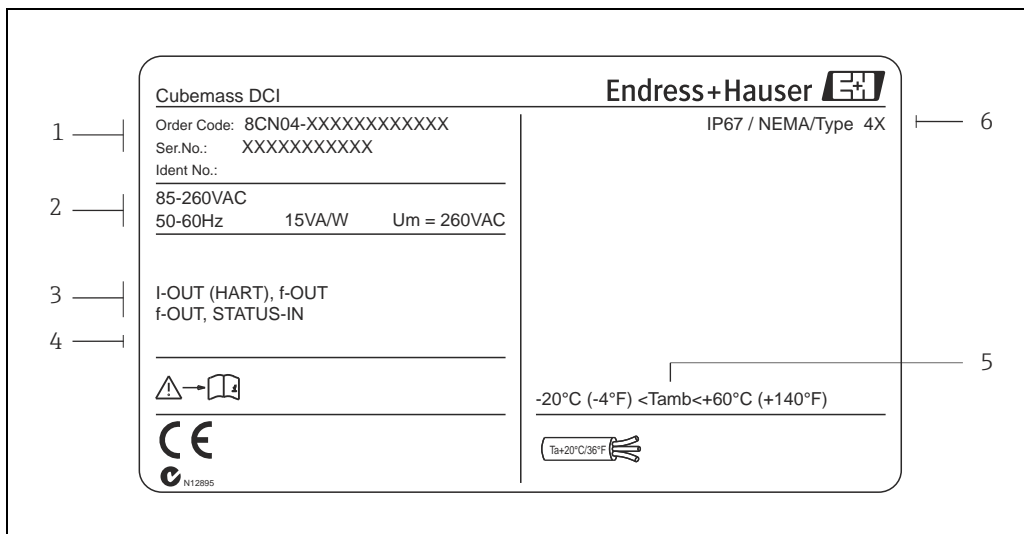 Cubemass DCI
Endress+Hauser
1
Order Code: 8CN04-XXXXXXXXXXXX
Ser.No.: XXXXXXXXXXX
Ident No.:
IP67 / NEMA/Type 4X
6
2
85-260VAC
50-60Hz 15VA/W Um = 260VAC
3
I-OUT (HART), f-OUT
f-OUT, STATUS-IN
4
5
-20°C (-4°F) <Tamb<+60°C (+140°F)
CE
N12895
Ta+20°C/36°F